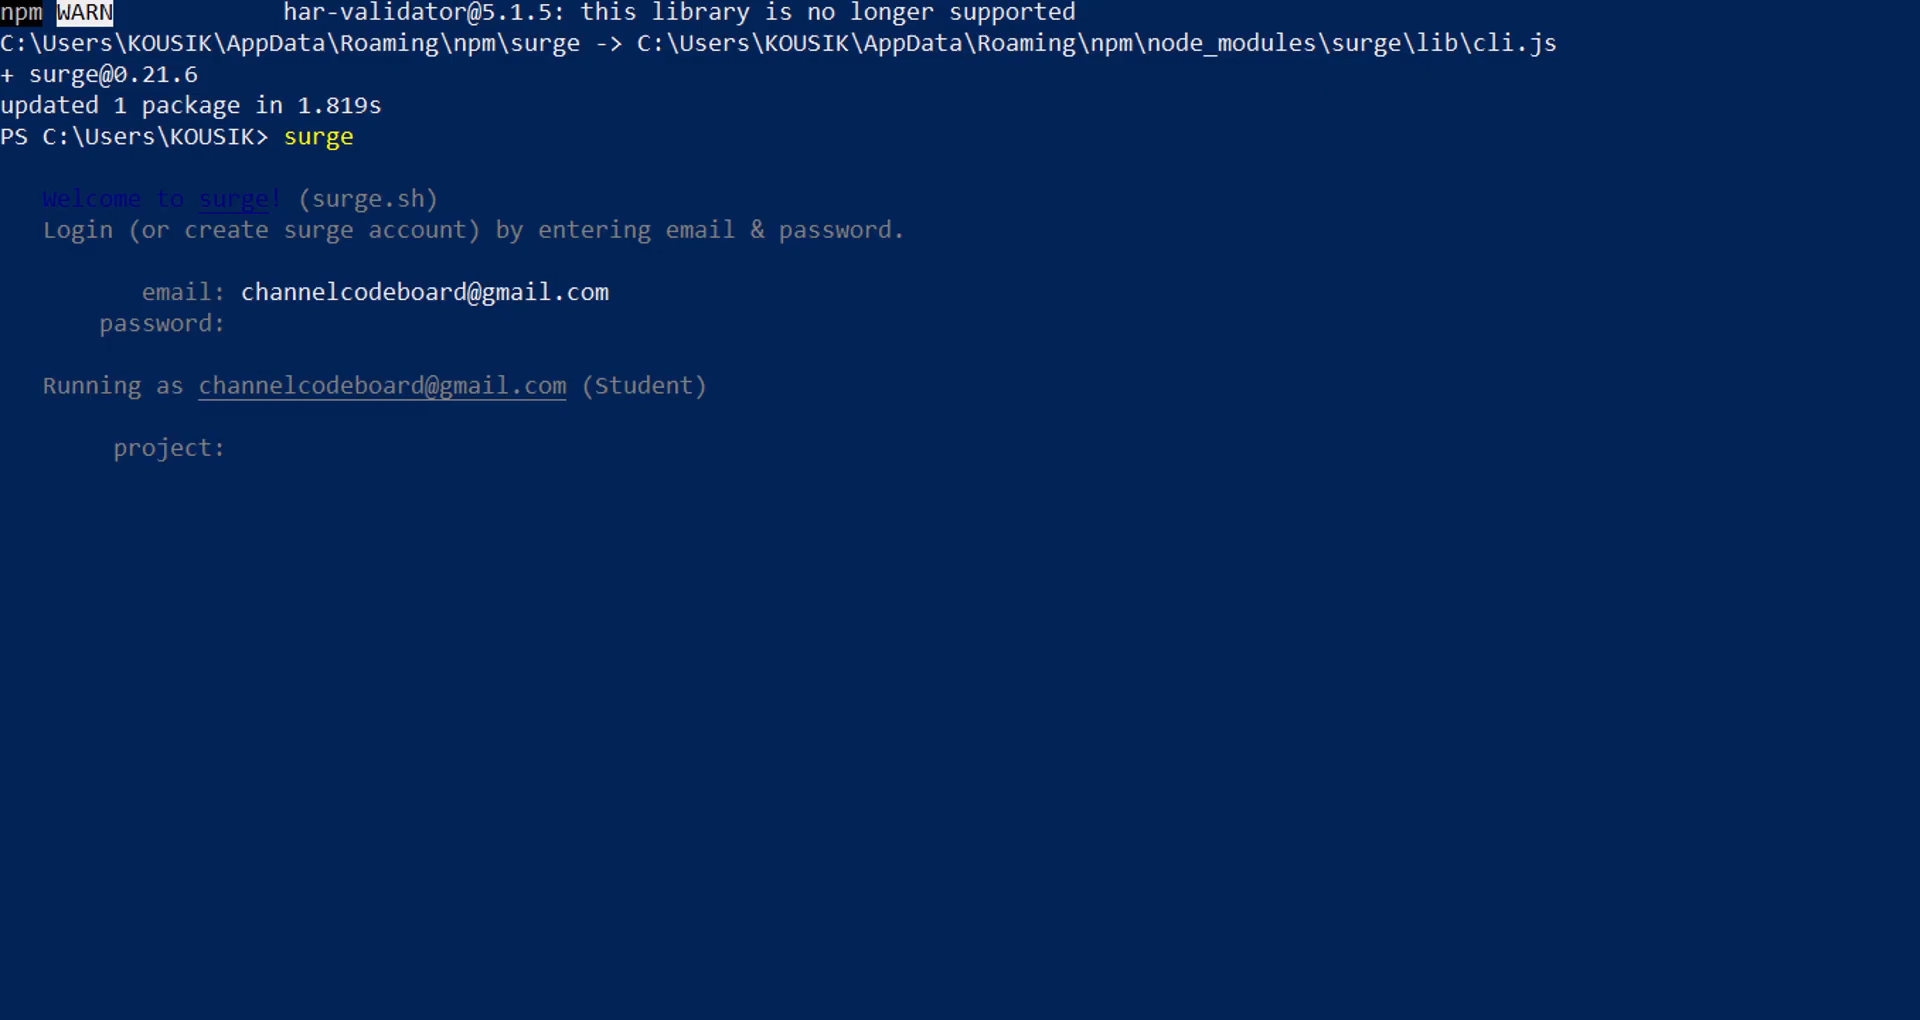 npm WARN har-validator@5.1.5: this library is no longer supported
C:\Users\KOUSIK\AppData\Roaming\npm\surge -> C:\Users\KOUSIK\AppData\Roaming\npm\node_modules\surge\lib\cli.js
+ surge@0.21.6
updated 1 package in 1.819s
PS C:\Users\KOUSIK> surge
Welcome to surge! (surge.sh)
Login (or create surge account) by entering email & password.
email: channelcodeboard@gmail.com
password:
Running as channelcodeboard@gmail.com (Student)
project: